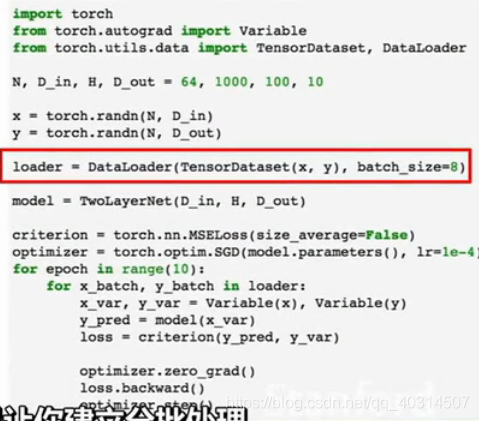 import torch
from torch.autograd import Variable
from torch.utils.data import TensorDataset, DataLoader
N, D_in, H, D_out = 64, 1000, 100, 10
x = torch.randn(N, D_in)
y = torch.randn(N, D_out)
loader = DataLoader(TensorDataset(x, y), batch_size=8)
model = TwoLayerNet(D_in, H, D_out)
criterion = torch.nn.MSELoss(size_average=False)
optimizer = torch.optim.SGD(model.parameters(), lr=1e-4)
for epoch in range(10):
    for x_batch, y_batch in loader:
        x_var, y_var = Variable(x), Variable(y)
        y_pred = model(x_var)
        loss = criterion(y_pred, y_var)
        optimizer.zero_grad()
        loss.backward()
        optimizer.step()
Stanford
https://blog.csdn.net/qq_40314507